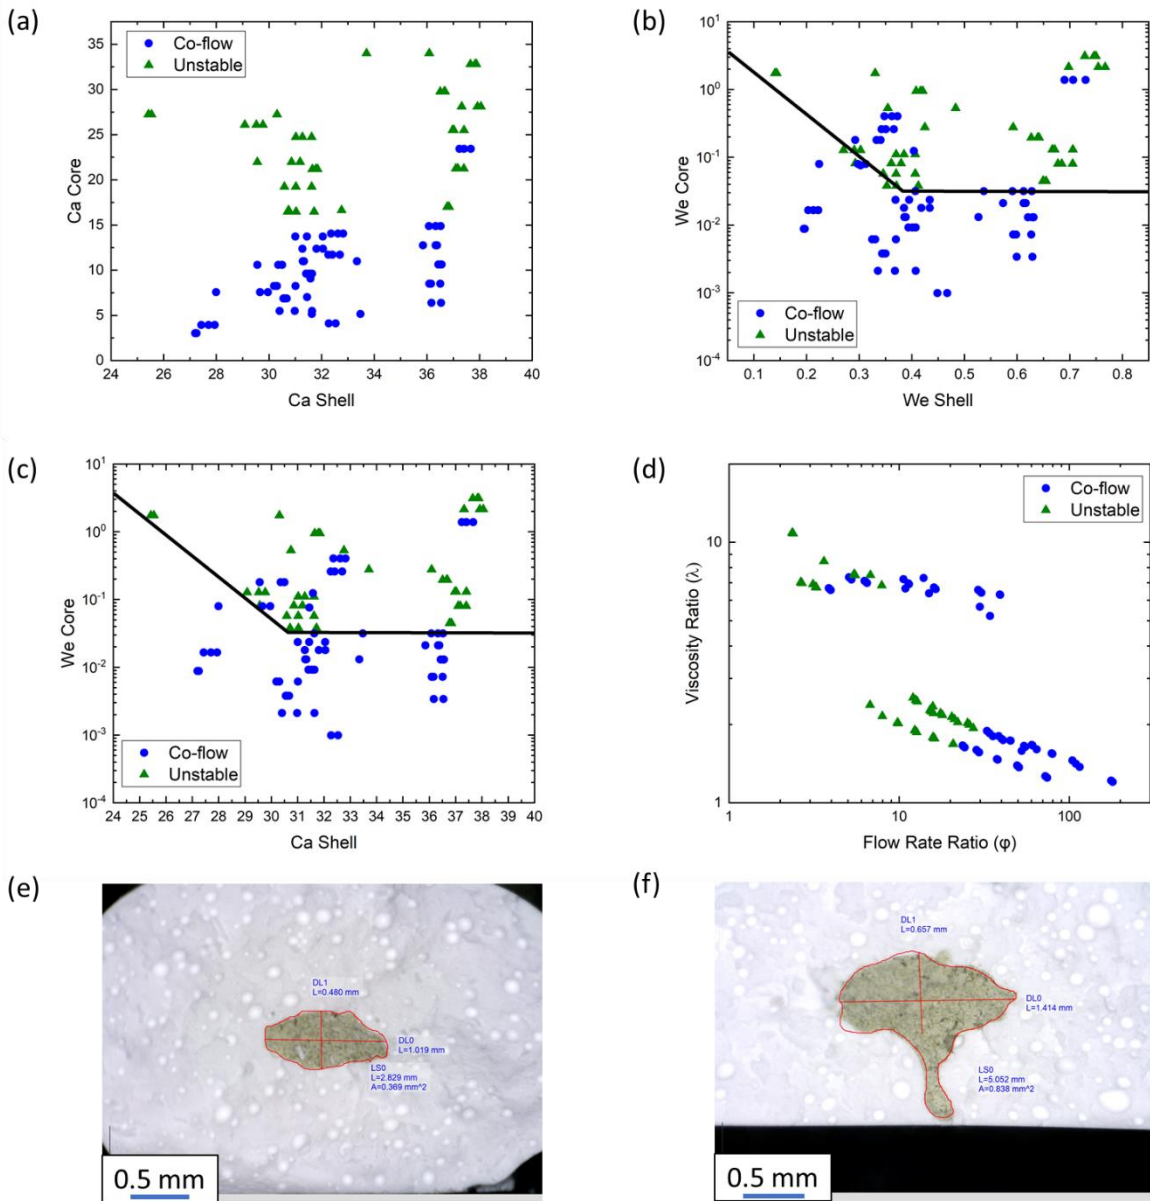 (a)
Co-flow
Unstable
35
30
25
20
15
10
5
0
Ca Core
24 26 28 30 32 34 36 38 40
Ca Shell
(b)
10^1
10^0
10^-1
10^-2
10^-3
10^-4
We Core
Co-flow
Unstable
0.1 0.2 0.3 0.4 0.5 0.6 0.7 0.8
We Shell
(c)
10^1
10^0
10^-1
10^-2
10^-3
10^-4
We Core
Co-flow
Unstable
24 25 26 27 28 29 30 31 32 33 34 35 36 37 38 39 40
Ca Shell
(d)
Co-flow
Unstable
10
1
Viscosity Ratio (λ)
1 10 100
Flow Rate Ratio (φ)
(e)
DL1
L=0.480 mm
DL0
L=1.019 mm
LS0
L=2.829 mm
A=0.369 mm^2
0.5 mm
(f)
DL1
L=0.657 mm
DL0
L=1.414 mm
LS0
L=5.052 mm
A=0.838 mm^2
0.5 mm